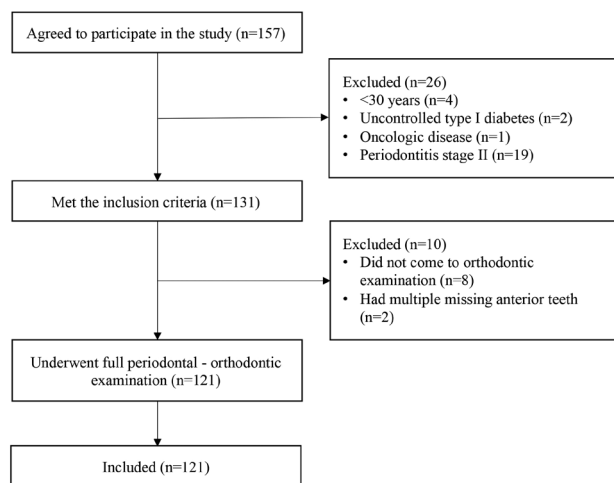 Agreed to participate in the study (n=157)
Excluded (n=26)
• <30 years (n=4)
• Uncontrolled type I diabetes (n=2)
• Oncologic disease (n=1)
• Periodontitis stage II (n=19)
Met the inclusion criteria (n=131)
Excluded (n=10)
• Did not come to orthodontic
examination (n=8)
• Had multiple missing anterior teeth
(n=2)
Underwent full periodontal - orthodontic
examination (n=121)
Included (n=121)